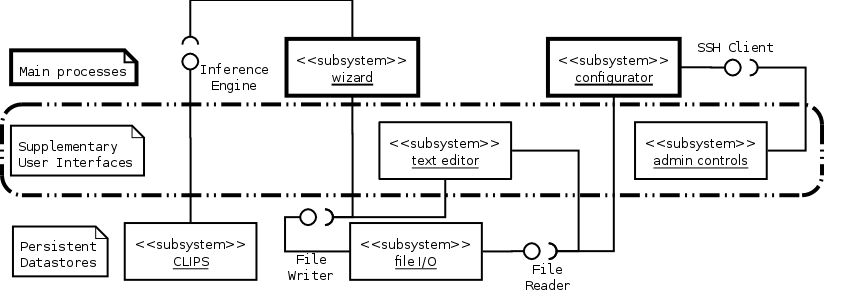 SSH Client
<<subsystem>>
wizard
<<subsystem>>
configurator
Main processes
Inference
Engine
Supplementary
User Interfaces
<<subsystem>>
text editor
<<subsystem>>
admin controls
Persistent
Datastores
<<subsystem>>
CLIPS
File
Writer
<<subsystem>>
file I/O
File
Reader